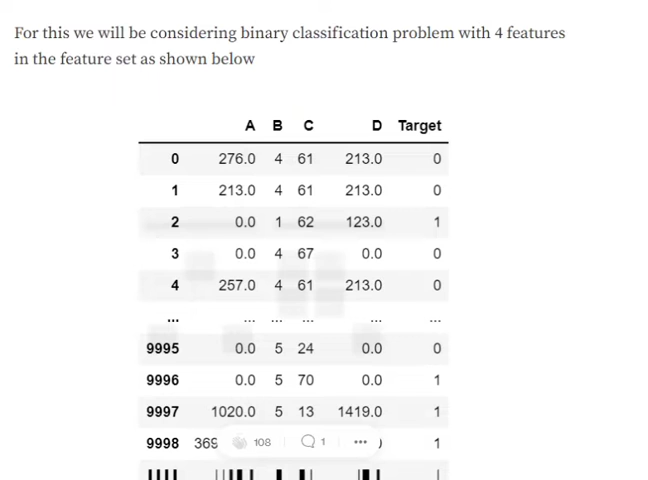 For this we will be considering binary classification problem with 4 features
in the feature set as shown below
A B C D Target
0 276.0 4 61 213.0 0
1 213.0 4 61 213.0 0
2 0.0 1 62 123.0 1
3 0.0 4 67 0.0 0
4 257.0 4 61 213.0 0
... ... ... ... ... ...
9995 0.0 5 24 0.0 0
9996 0.0 5 70 0.0 1
9997 1020.0 5 13 1419.0 1
9998 369 108 1 ... 1